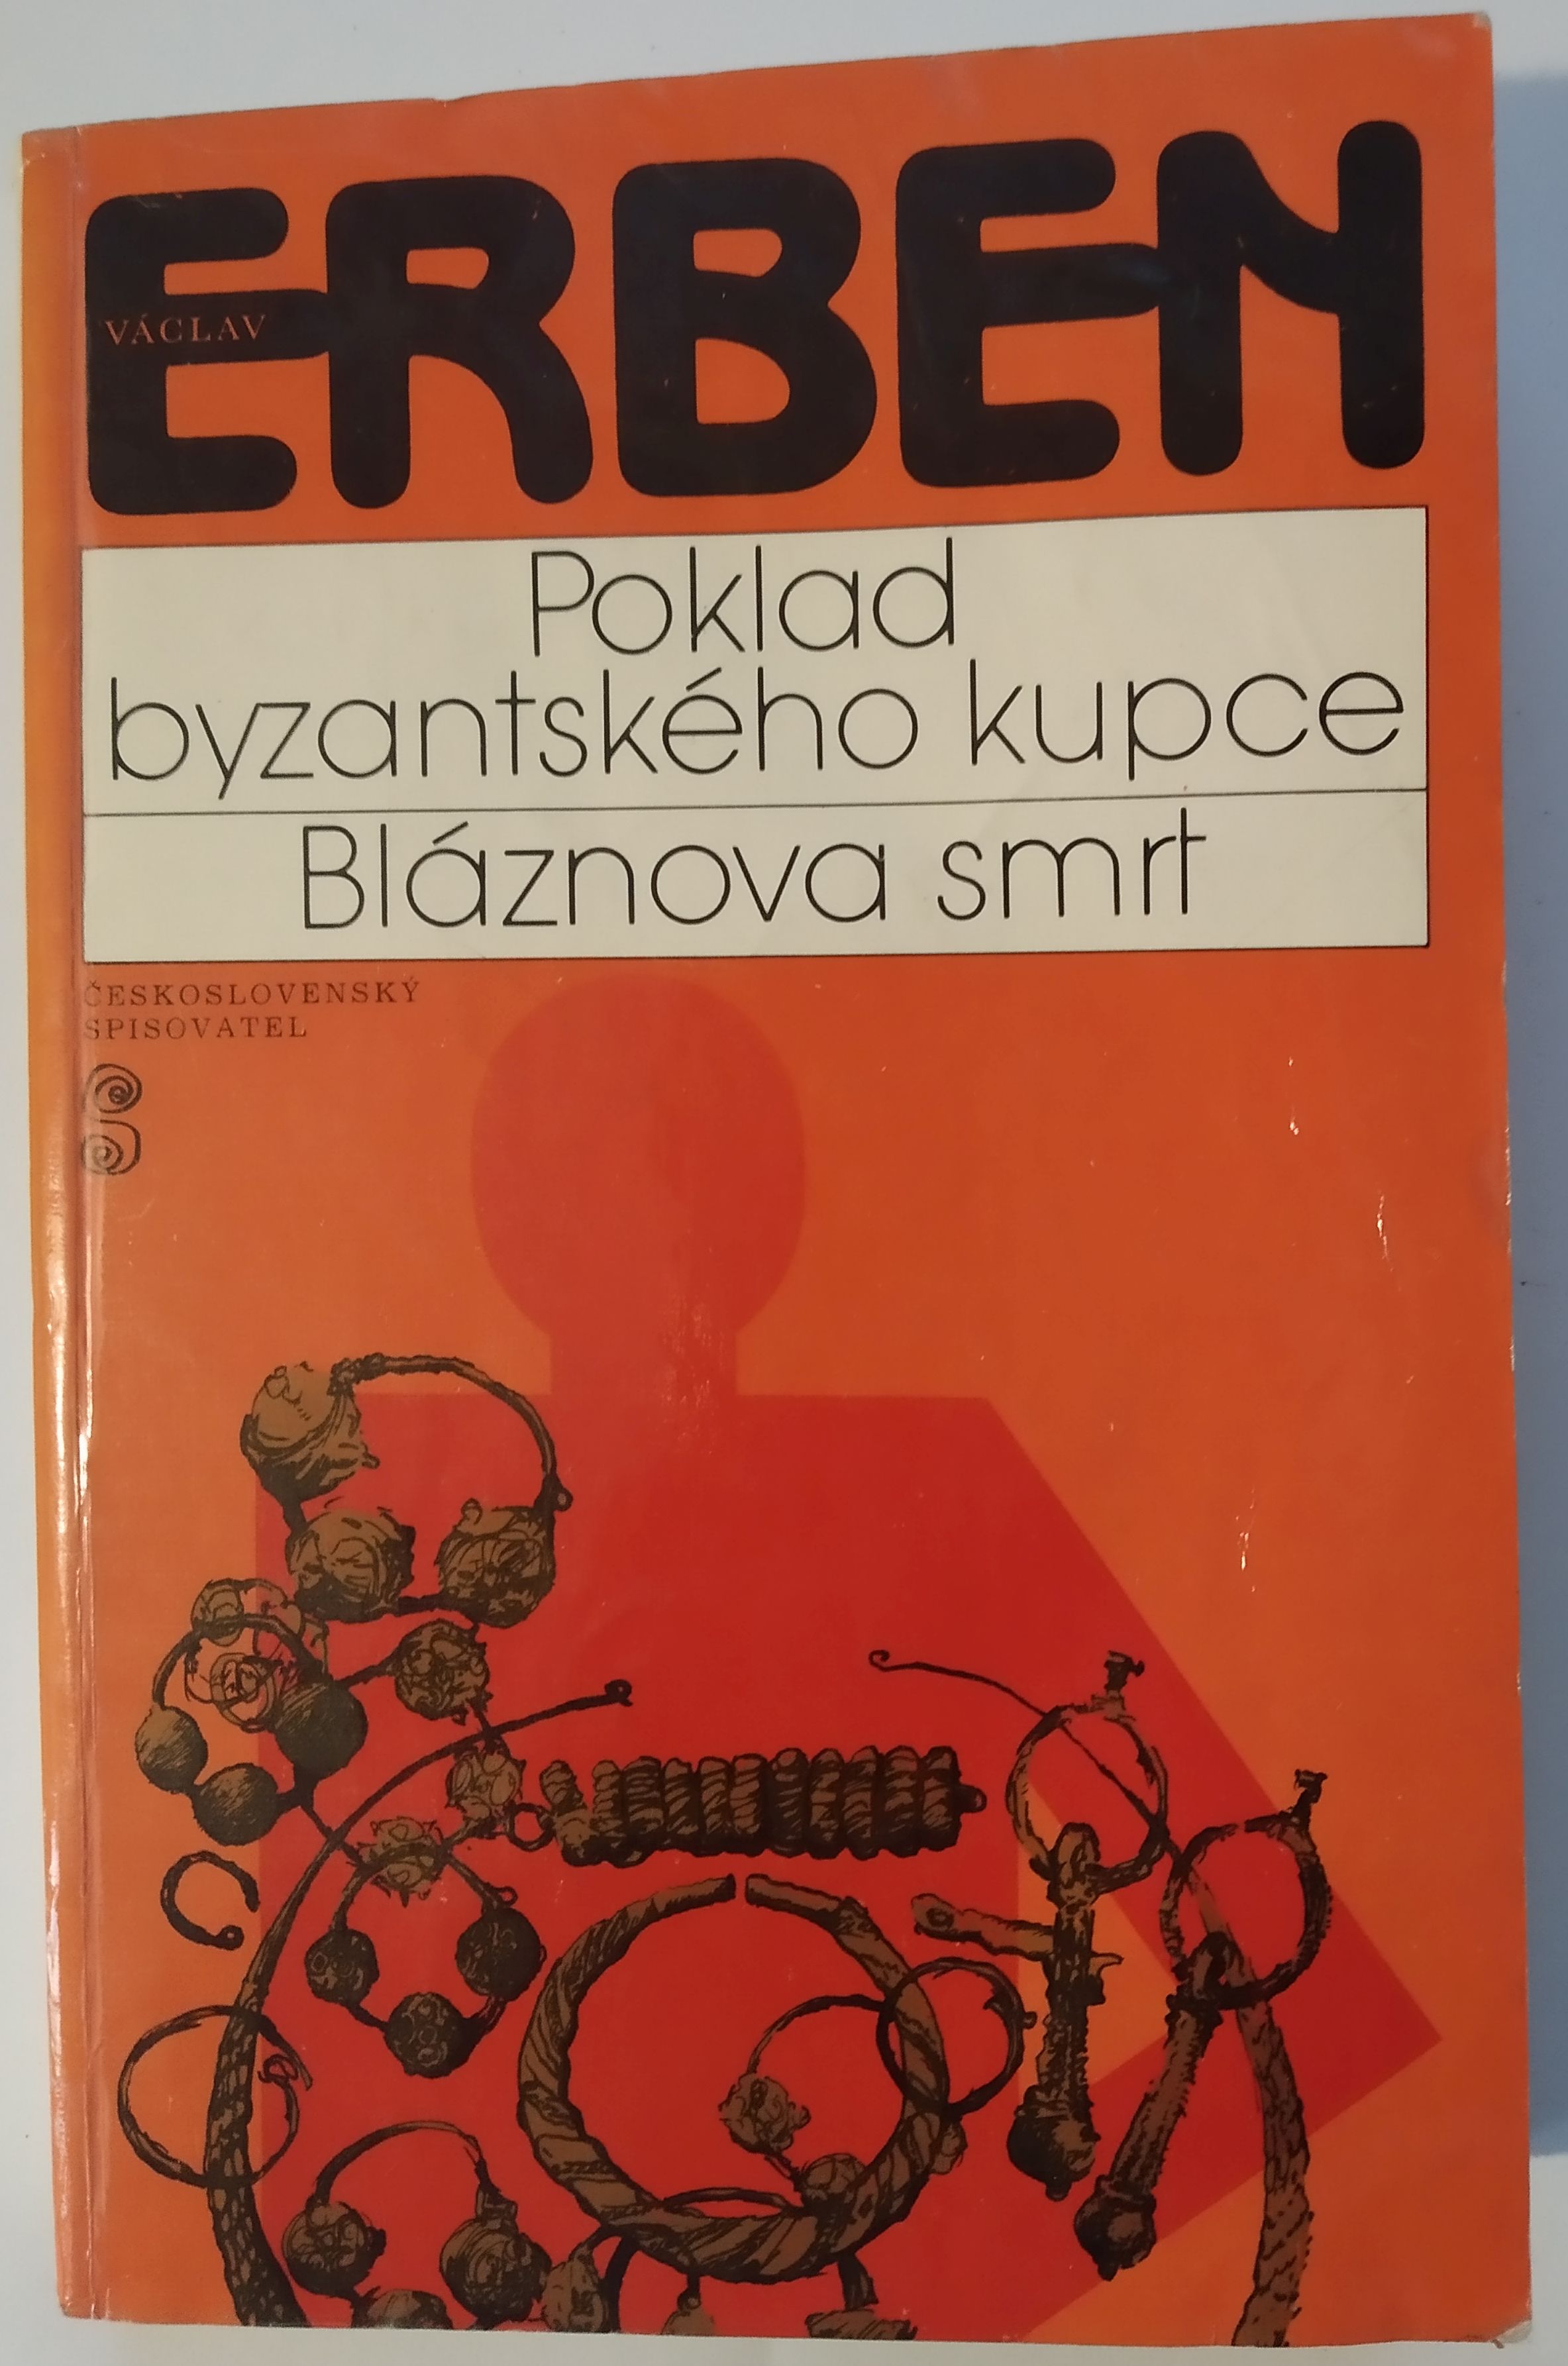 VÁCLAV
ERBEN
Poklad
byzantského kupce
Bláznova smrt
ČESKOSLOVENSKÝ
SPISOVATEL